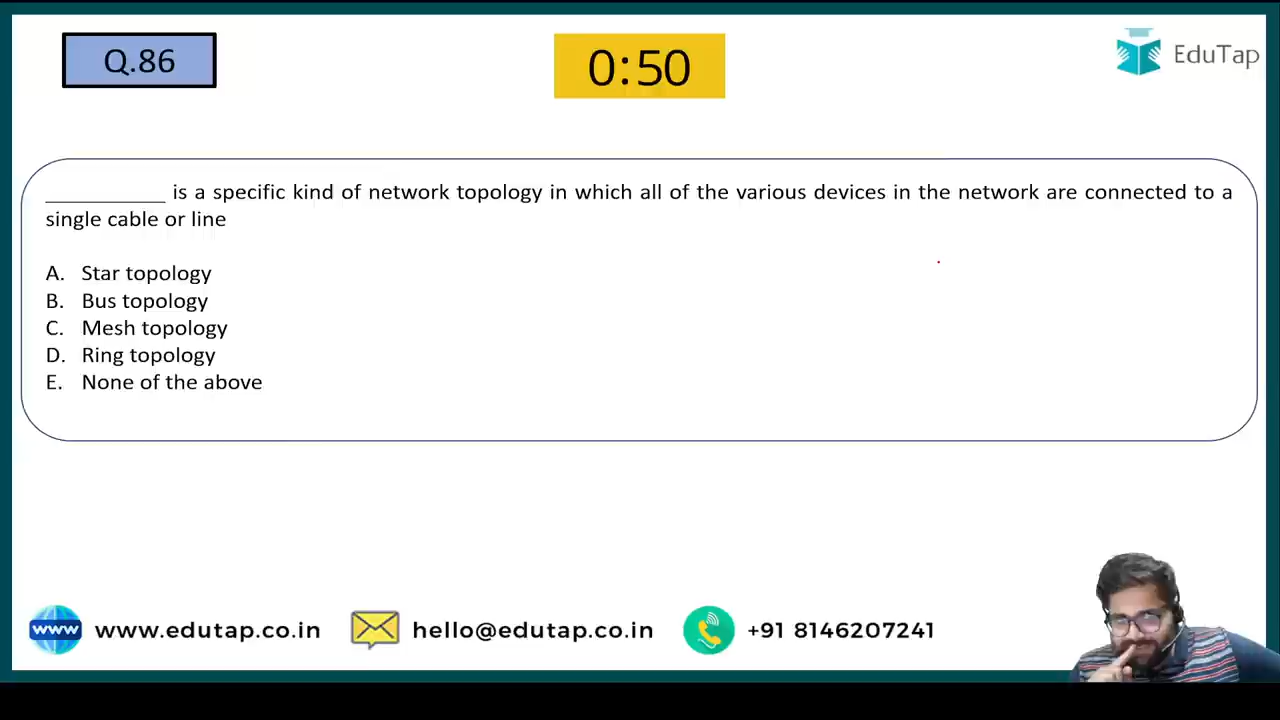 Q.86
0:50
EduTap
__________ is a specific kind of network topology in which all of the various devices in the network are connected to a
single cable or line
A. Star topology
B. Bus topology
C. Mesh topology
D. Ring topology
E. None of the above
www www.edutap.co.in hello@edutap.co.in +91 8146207241